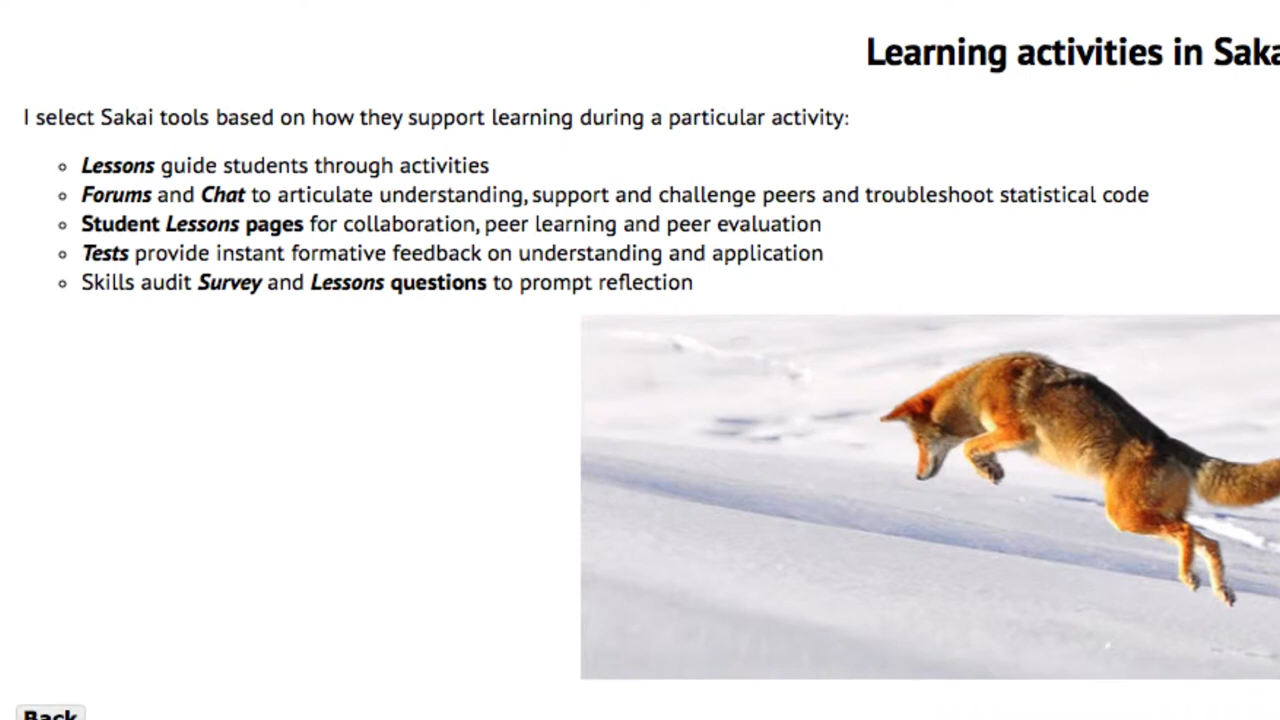 Learning activities in Saka
I select Sakai tools based on how they support learning during a particular activity:
Lessons guide students through activities
Forums and Chat to articulate understanding, support and challenge peers and troubleshoot statistical code
Student Lessons pages for collaboration, peer learning and peer evaluation
Tests provide instant formative feedback on understanding and application
Skills audit Survey and Lessons questions to prompt reflection
Back